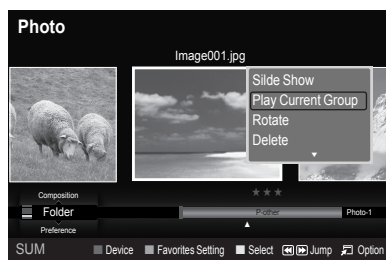 Photo
Image001.jpg
Silde Show
Play Current Group
Rotate
Delete
Composition
Folder
Preference
P-other
Photo-1
SUM Device Favorites Setting Select Jump Option